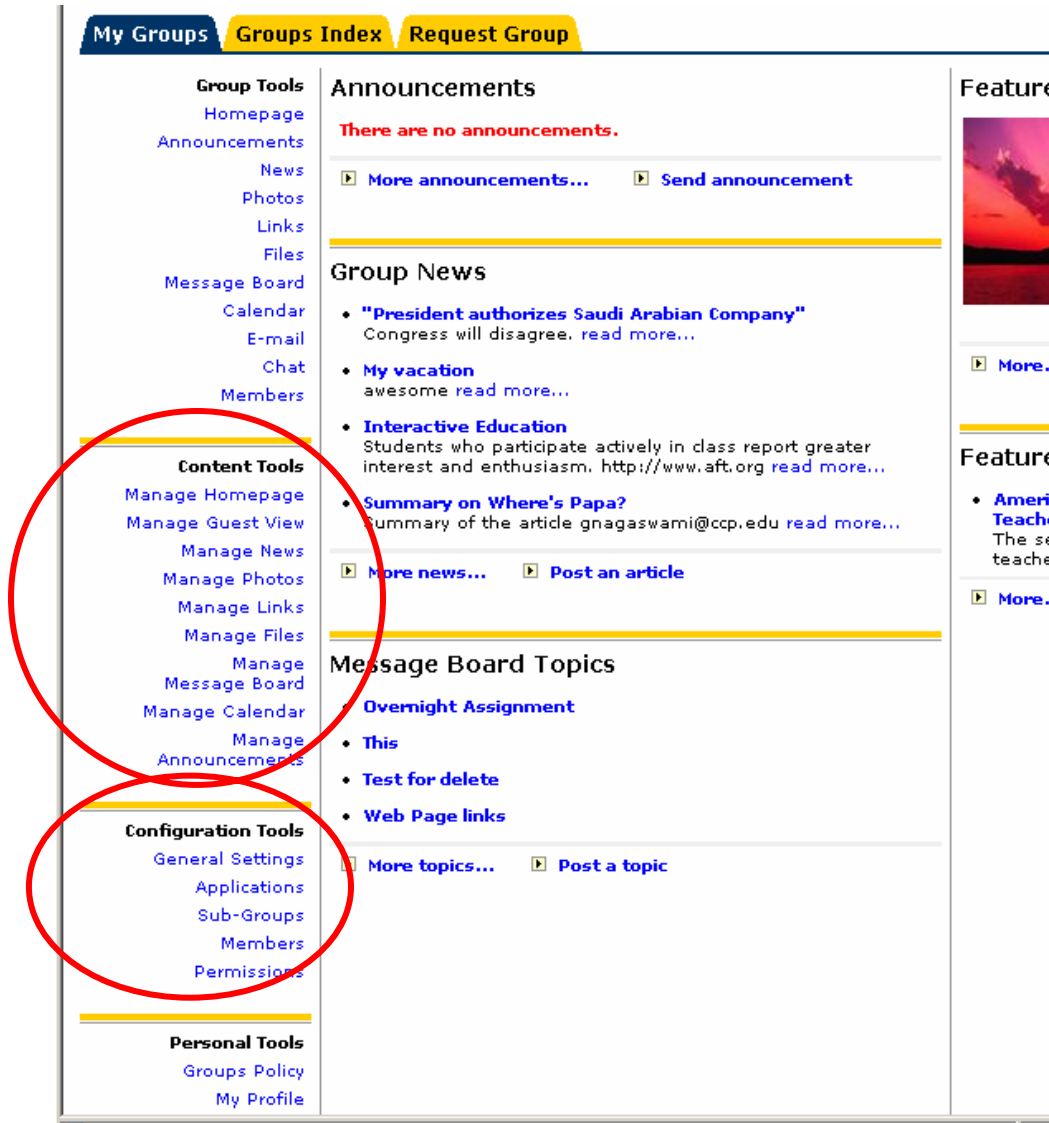 My Groups Groups Index Request Group
Group Tools
Homepage
Announcements
News
Photos
Links
Files
Message Board
Calendar
E-mail
Chat
Members
Content Tools
Manage Homepage
Manage Guest View
Manage News
Manage Photos
Manage Links
Manage Files
Manage
Message Board
Manage Calendar
Manage
Announcements
Configuration Tools
General Settings
Applications
Sub-Groups
Members
Permissions
Personal Tools
Groups Policy
My Profile
Announcements
There are no announcements.
More announcements... Send announcement
Group News
• "President authorizes Saudi Arabian Company"
Congress will disagree. read more...
• My vacation
awesome read more...
• Interactive Education
Students who participate actively in class report greater
interest and enthusiasm. http://www.aft.org read more...
• Summary on Where's Papa?
Summary of the article gnagaswami@ccp.edu read more...
More news... Post an article
Message Board Topics
• Overnight Assignment
• This
• Test for delete
• Web Page links
More topics... Post a topic
Feature
More.
Feature
• Ameri
Teach
The se
teache
More.